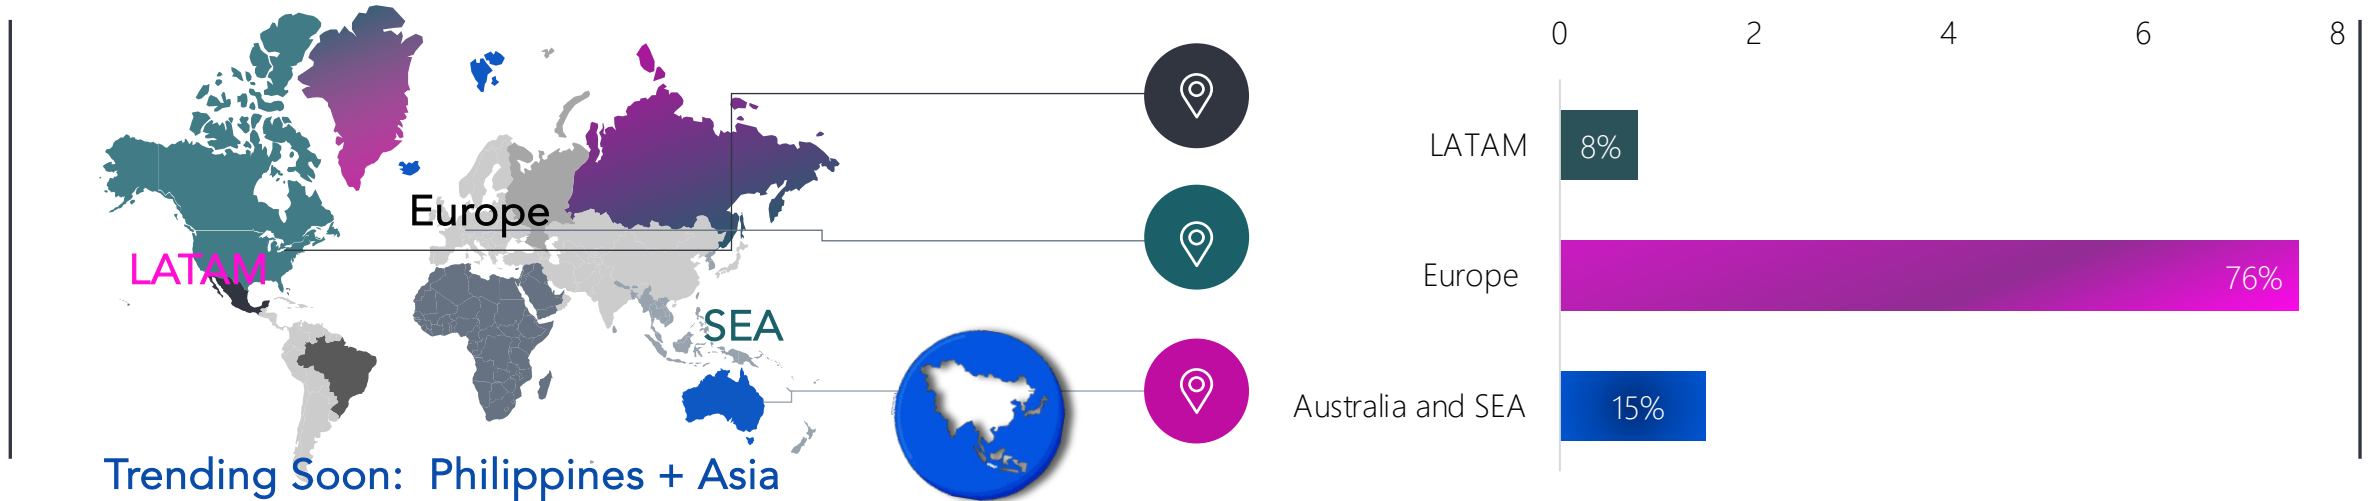 Europe
LATAM
SEA
Trending Soon: Philippines + Asia
0 2 4 6 8
LATAM 8%
Europe 76%
Australia and SEA 15%